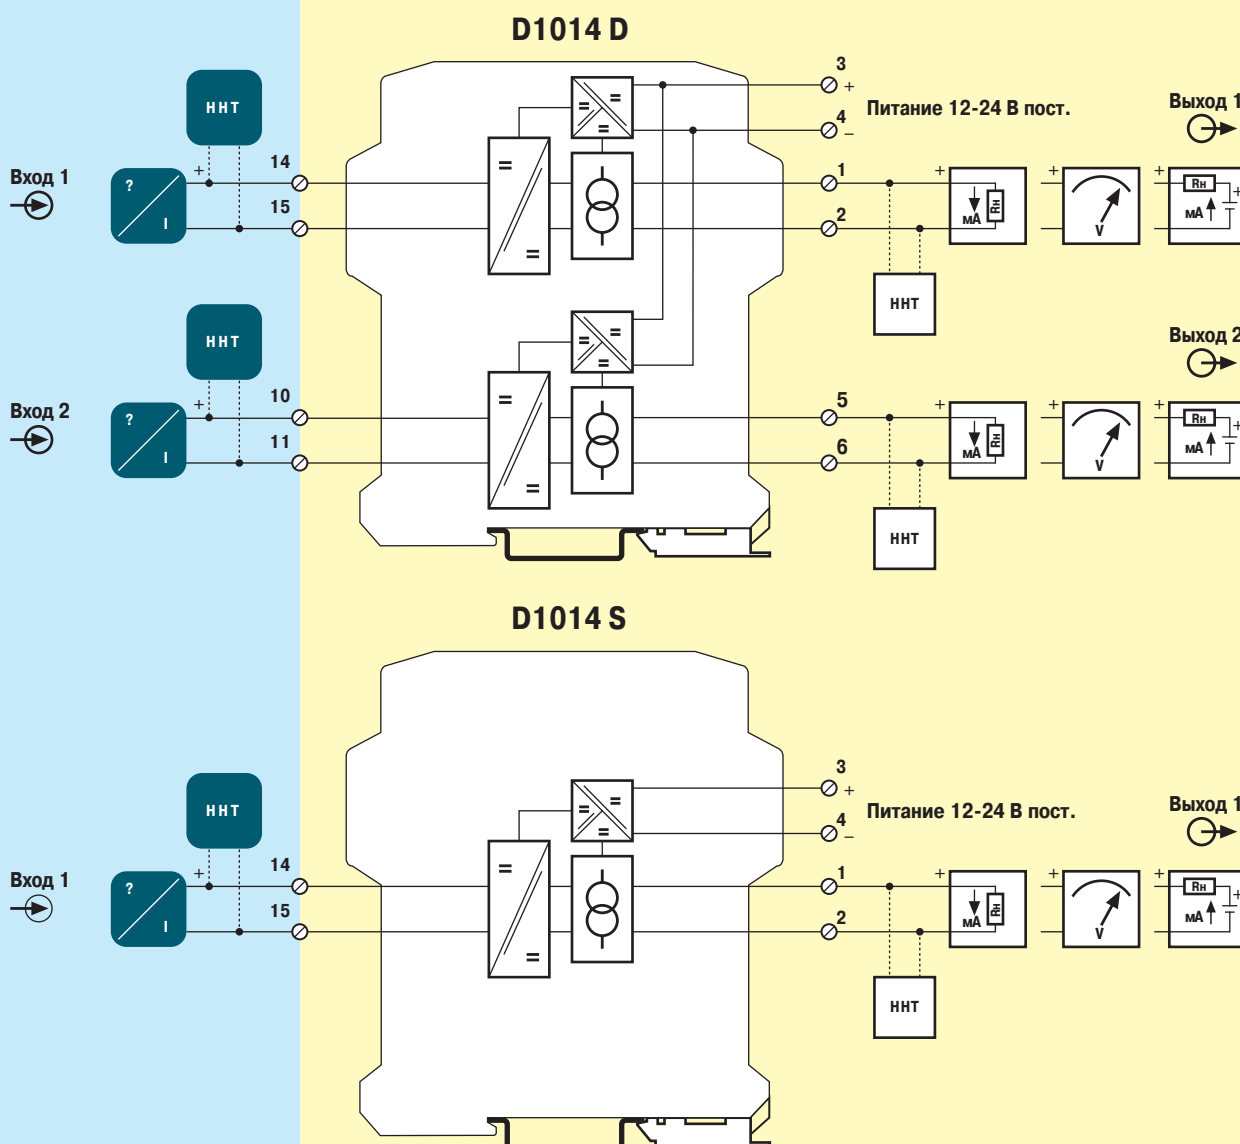 D1014 D
ННТ
Вход 1
? I
+
14
15
3
+
4
–
Питание 12-24 В пост.
1
2
ННТ
Выход 1
+
мА
Rн
+
V
+
Rн
мА
+
ННТ
Вход 2
? I
+
10
11
5
6
ННТ
Выход 2
+
мА
Rн
+
V
+
Rн
мА
+
D1014 S
ННТ
Вход 1
? I
+
14
15
3
+
4
–
Питание 12-24 В пост.
1
2
ННТ
Выход 1
+
мА
Rн
+
V
+
Rн
мА
+